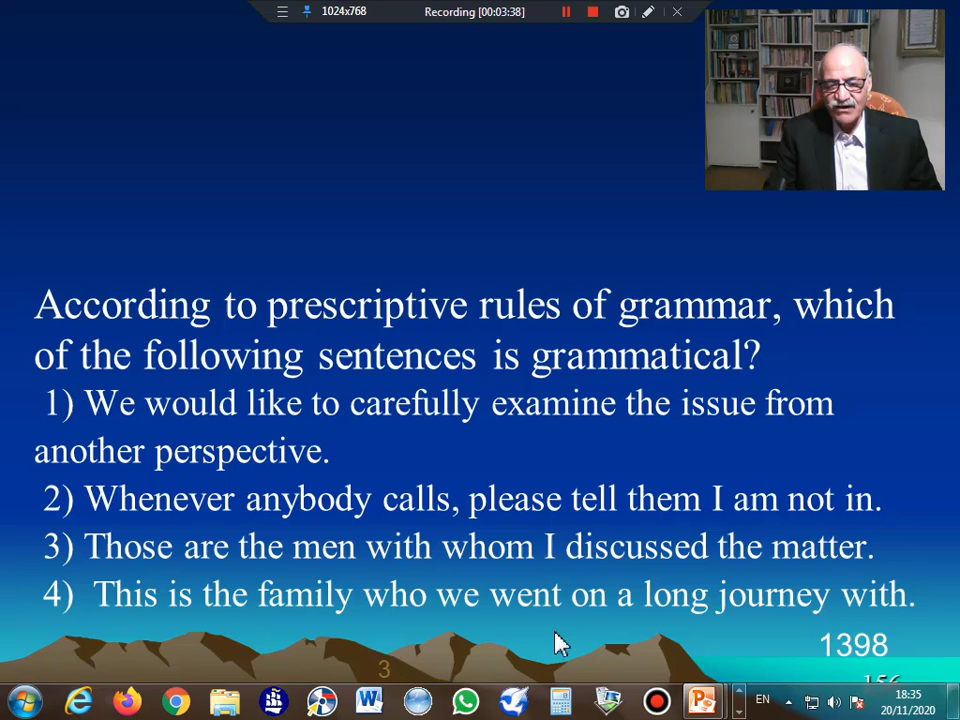 1024x768
Recording [00:03:38]
According to prescriptive rules of grammar, which
of the following sentences is grammatical?
1) We would like to carefully examine the issue from
another perspective.
2) Whenever anybody calls, please tell them I am not in.
3) Those are the men with whom I discussed the matter.
4) This is the family who we went on a long journey with.
1398
3
156
EN
18:35
20/11/2020